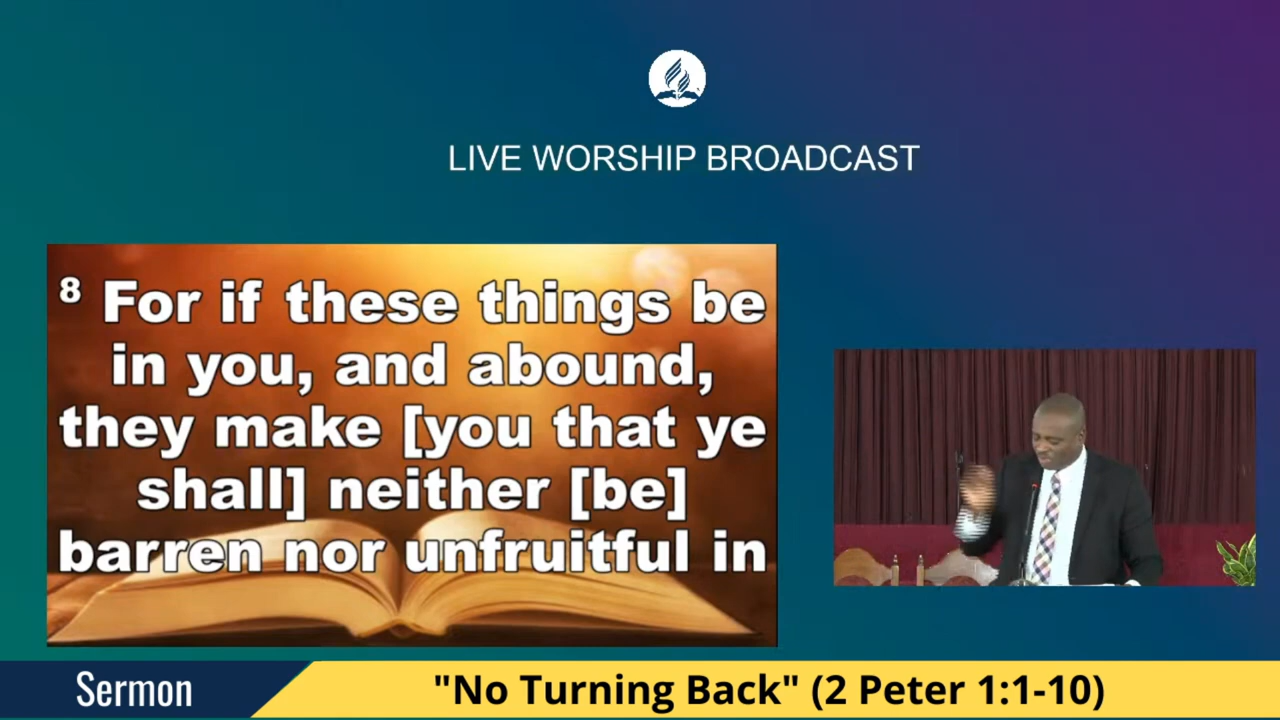 LIVE WORSHIP BROADCAST
8 For if these things be
in you, and abound,
they make [you that ye
shall] neither [be]
barren nor unfruitful in
Sermon
"No Turning Back" (2 Peter 1:1-10)